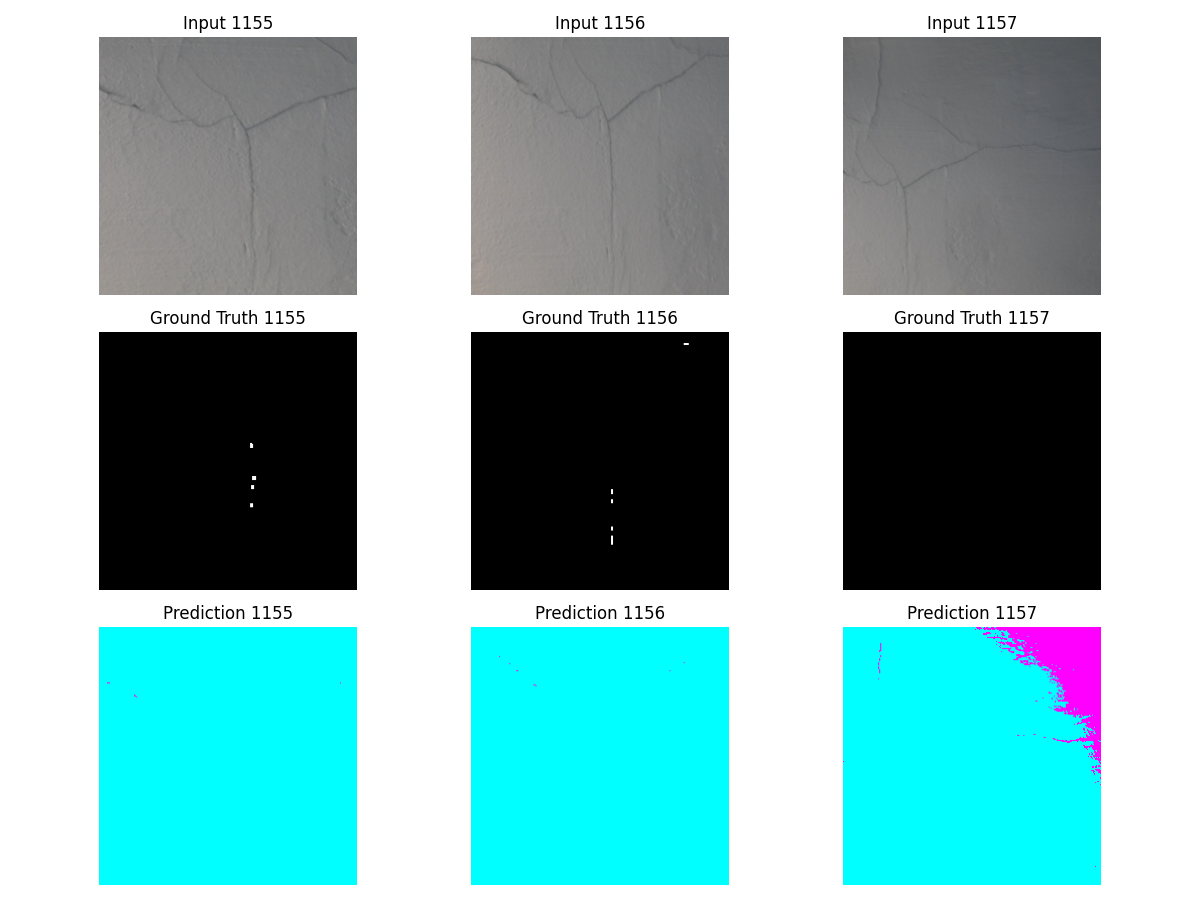 Input 1155
Input 1156
Input 1157
Ground Truth 1155
Ground Truth 1156
Ground Truth 1157
Prediction 1155
Prediction 1156
Prediction 1157